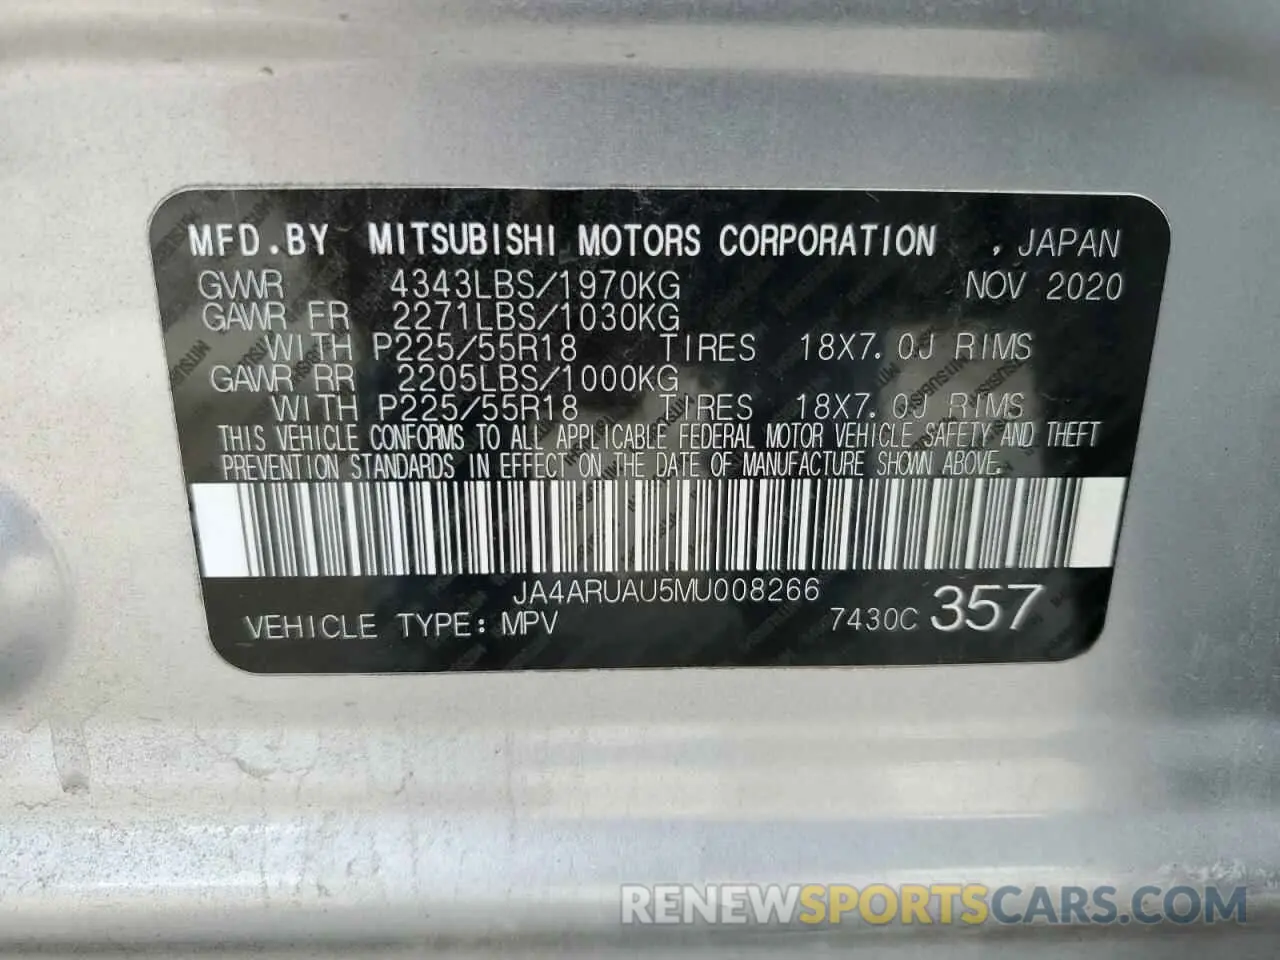 MFD.BY MITSUBISHI MOTORS CORPORATION , JAPAN
GVWR 4343LBS/1970KG NOV 2020
GAWR FR 2271LBS/1030KG
WITH P225/55R18 TIRES 18X7.0J RIMS
GAWR RR 2205LBS/1000KG
WITH P225/55R18 TIRES 18X7.0J RIMS
THIS VEHICLE CONFORMS TO ALL APPLICABLE FEDERAL MOTOR VEHICLE SAFETY AND THEFT
PREVENTION STANDARDS IN EFFECT ON THE DATE OF MANUFACTURE SHOWN ABOVE.
JA4ARUAU5MU008266
VEHICLE TYPE: MPV 7430C 357
RENEWSPORTSCARS.COM